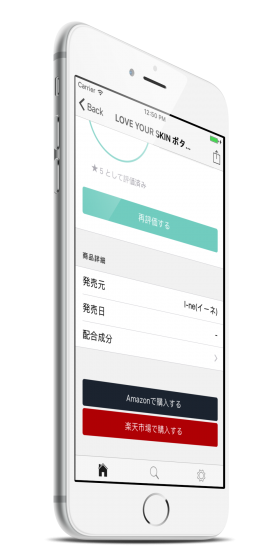 Carrier
12:50 PM
Back
LOVE YOUR SKIN ボタ...
★ 5 として評価済み
再評価する
商品詳細
発売元
I-ne(イーネ)
発売日
-
配合成分
Amazonで購入する
楽天市場で購入する